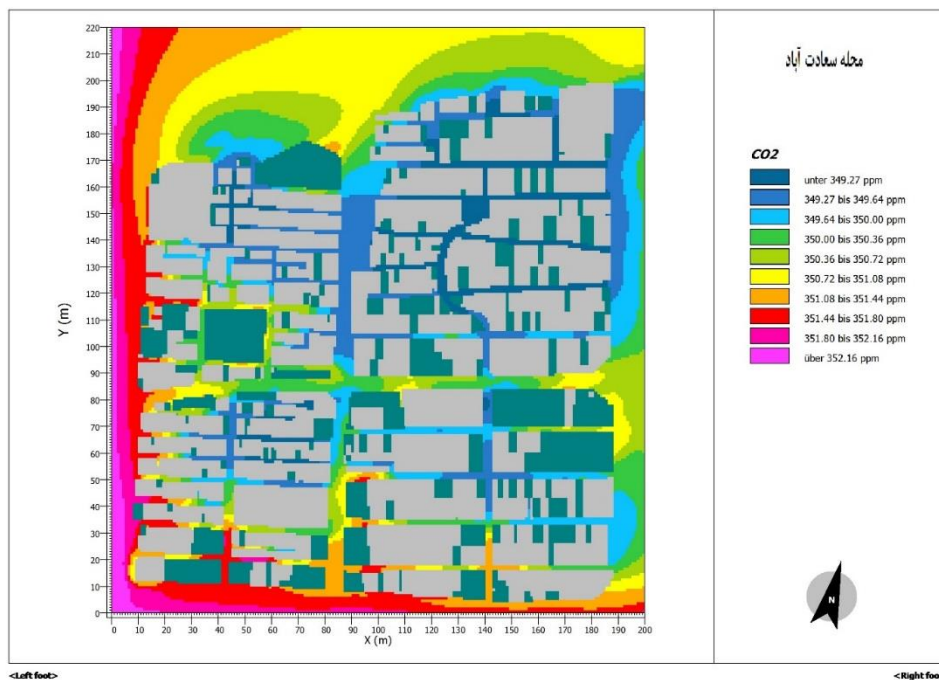 محله سعادت آباد
CO2
unter 349.27 ppm
349.27 bis 349.64 ppm
349.64 bis 350.00 ppm
350.00 bis 350.36 ppm
350.36 bis 350.72 ppm
350.72 bis 351.08 ppm
351.08 bis 351.44 ppm
351.44 bis 351.80 ppm
351.80 bis 352.16 ppm
über 352.16 ppm
Y (m)
220
210
200
190
180
170
160
150
140
130
120
110
100
90
80
70
60
50
40
30
20
10
0
0 10 20 30 40 50 60 70 80 90 100 110 120 130 140 150 160 170 180 190 200
X (m)
N
<Left foot>
<Right foo